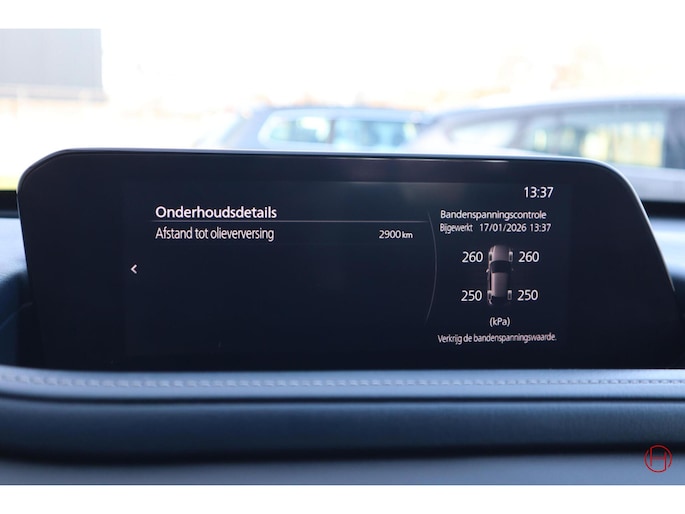 13:37
Onderhoudsdetails
Afstand tot olieverversing 2900 km
Bandenspanningscontrole
Bijgewerkt 17/01/2026 13:37
260 260
250 250
(kPa)
Verkrijg de bandenspanningswaarde.